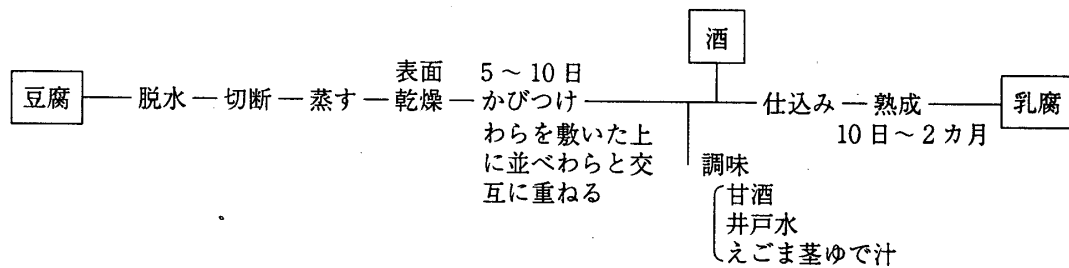 酒
豆腐 脱水 切断 蒸す 表面乾燥 5～10日 かびつけ 仕込み 熟成 乳腐
わらを敷いた上
に並べわらと交
互に重ねる
10日～2カ月
調味
甘酒
井戸水
えごま茎ゆで汁